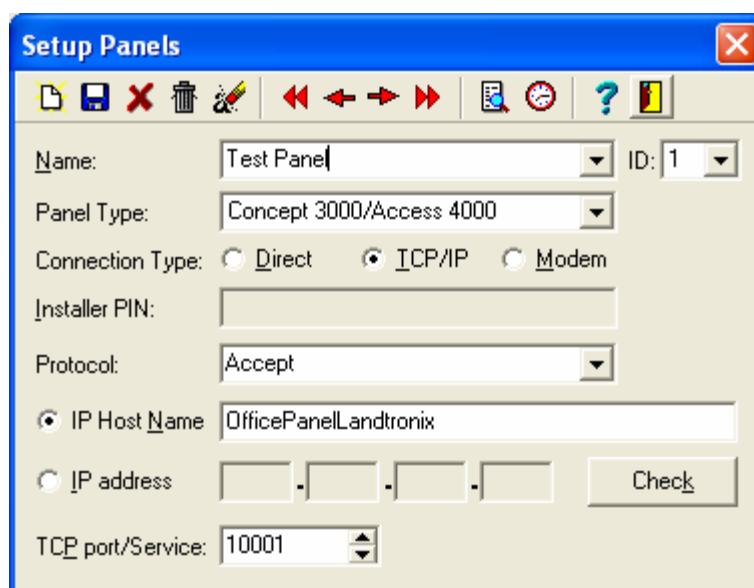 Setup Panels
Name: Test Panel ID: 1
Panel Type: Concept 3000/Access 4000
Connection Type: Direct TCP/IP Modem
Installer PIN:
Protocol: Accept
IP Host Name OfficePanelLandtronix
IP address . . . Check
TCP port/Service: 10001